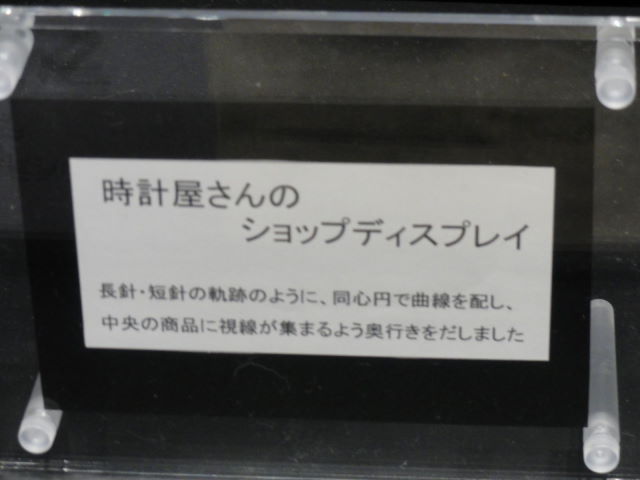 時計屋さんの
ショップディスプレイ
長針・短針の軌跡のように、同心円で曲線を配し、
中央の商品に視線が集まるよう奥行きをだしました